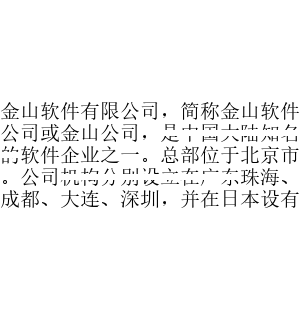 金山软件有限公司，简称金山软件
公司或金山公司，是中国大陆知名
的软件企业之一。总部位于北京市
。公司机构分别设立在广东珠海、
成都、大连、深圳，并在日本设有